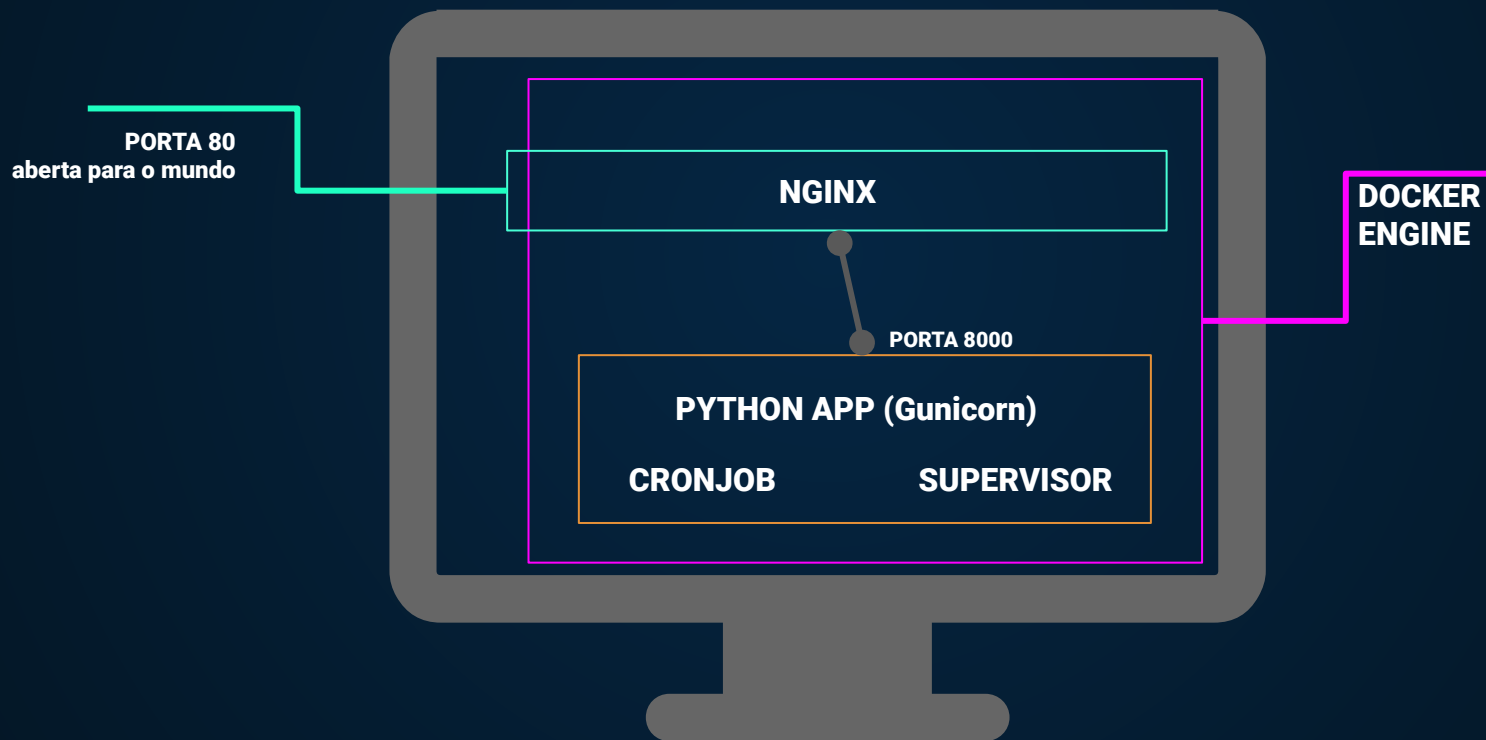 PORTA 80
aberta para o mundo
NGINX
DOCKER
ENGINE
PORTA 8000
PYTHON APP (Gunicorn)
CRONJOB
SUPERVISOR